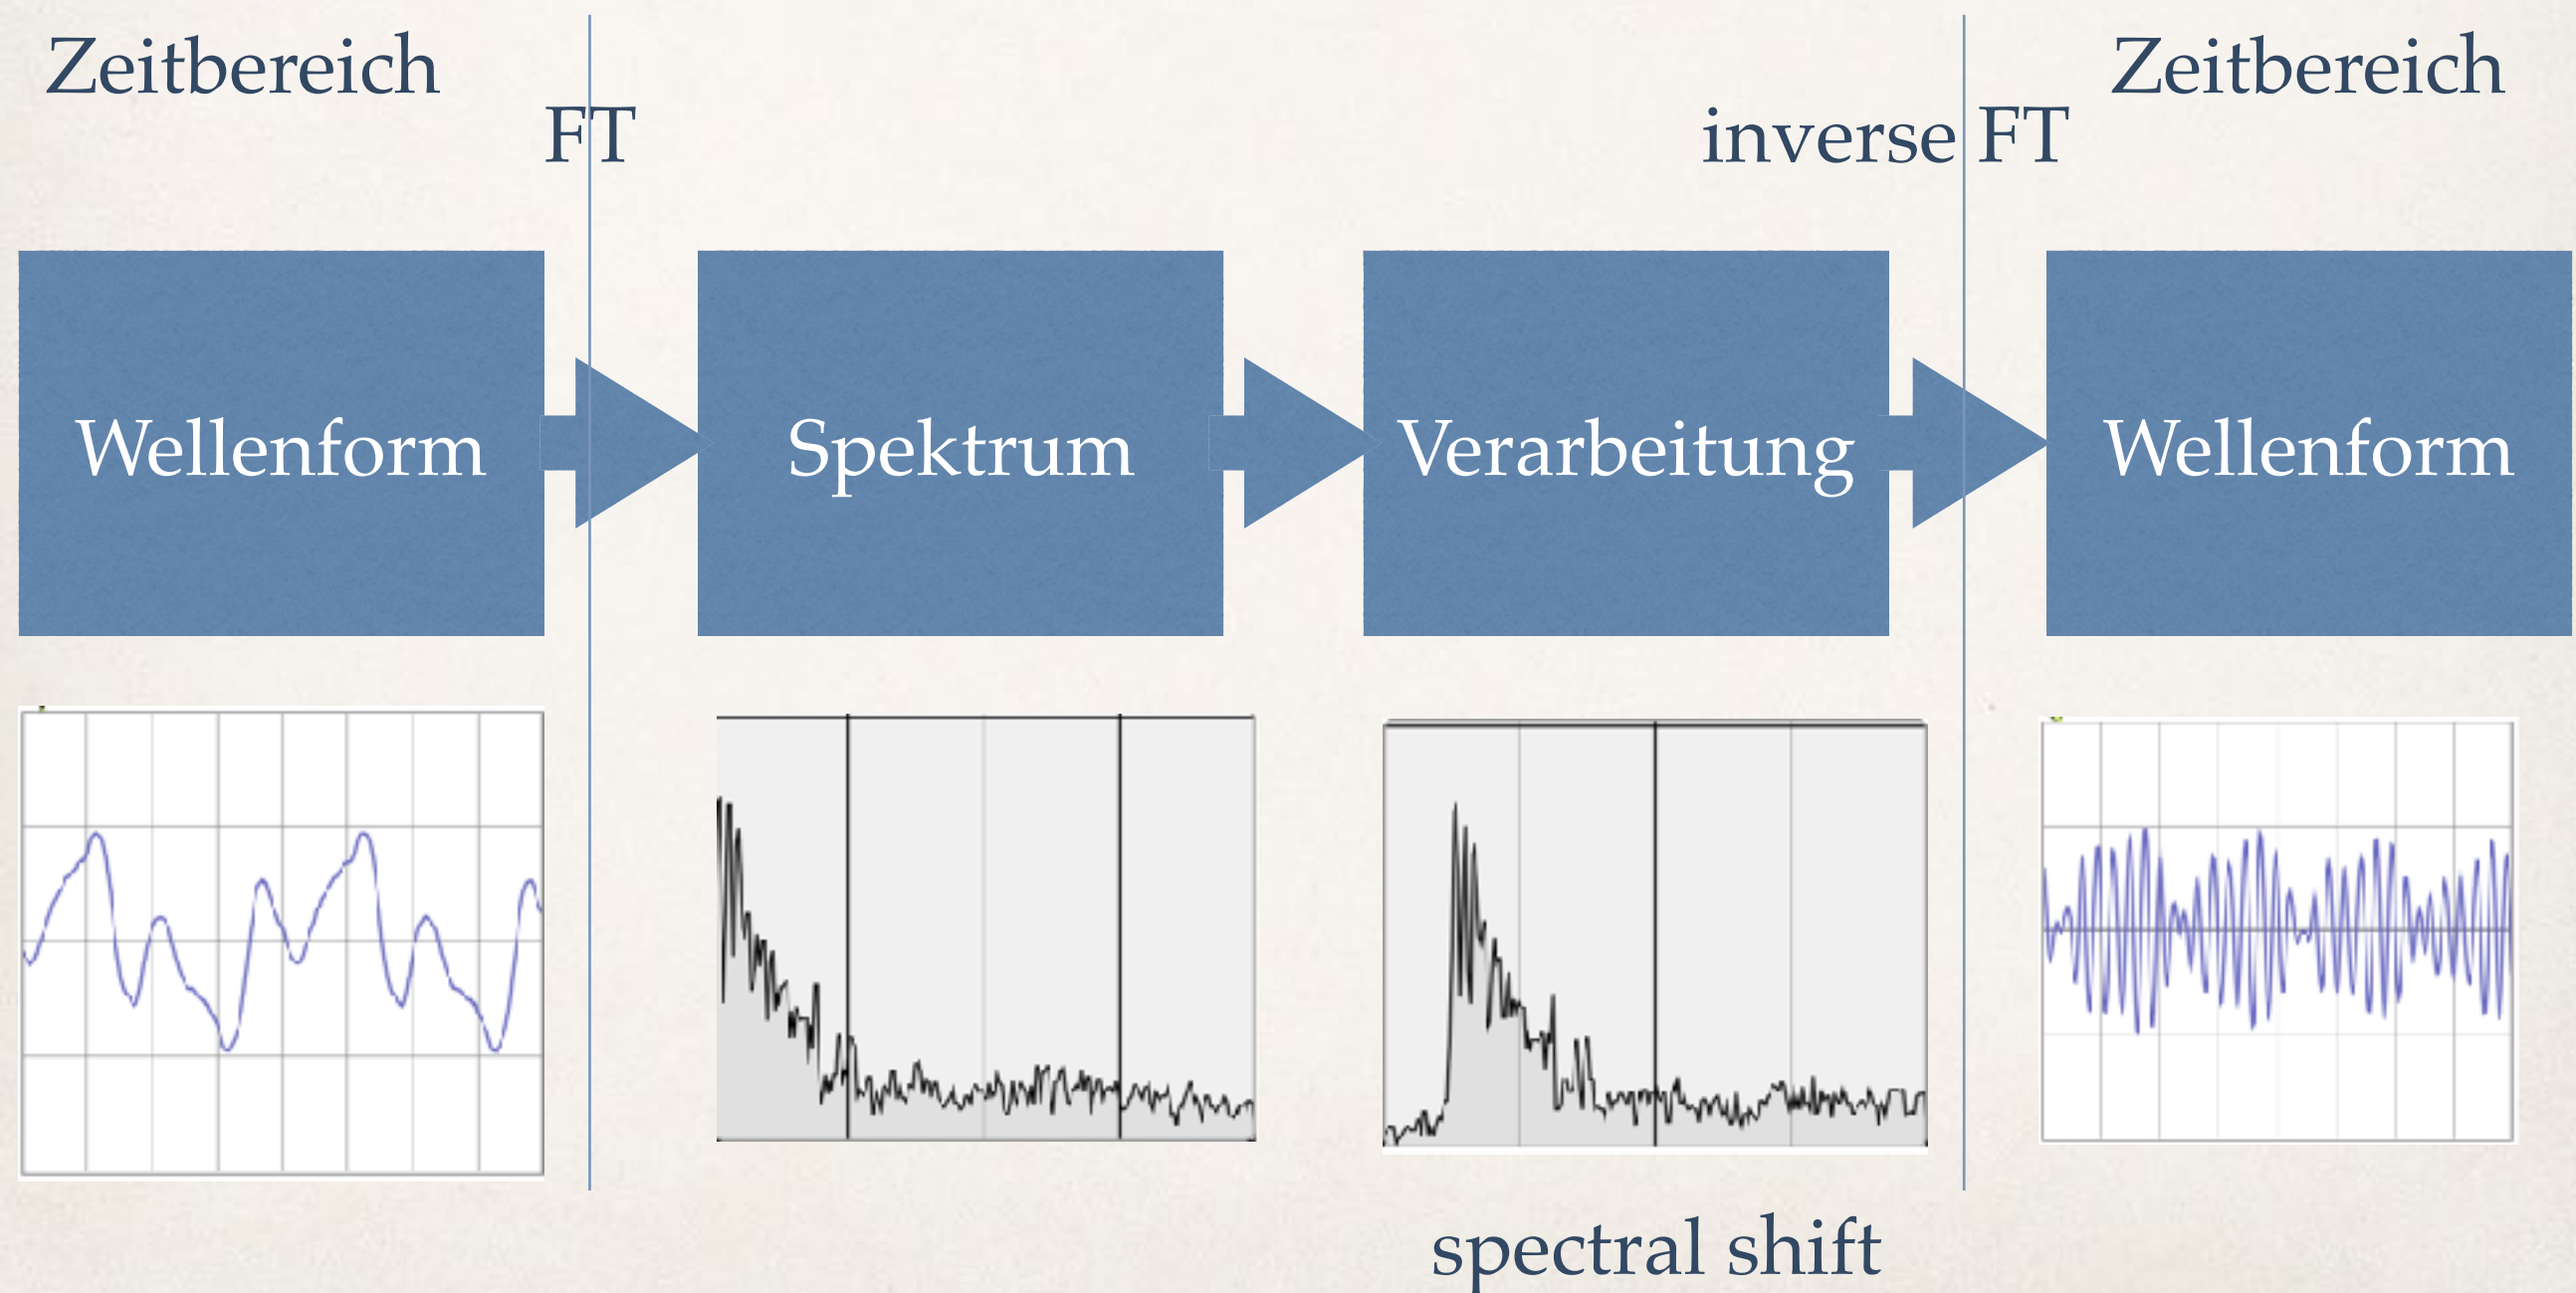 Zeitbereich
Zeitbereich
FT
inverse FT
Wellenform
Spektrum
Verarbeitung
Wellenform
spectral shift